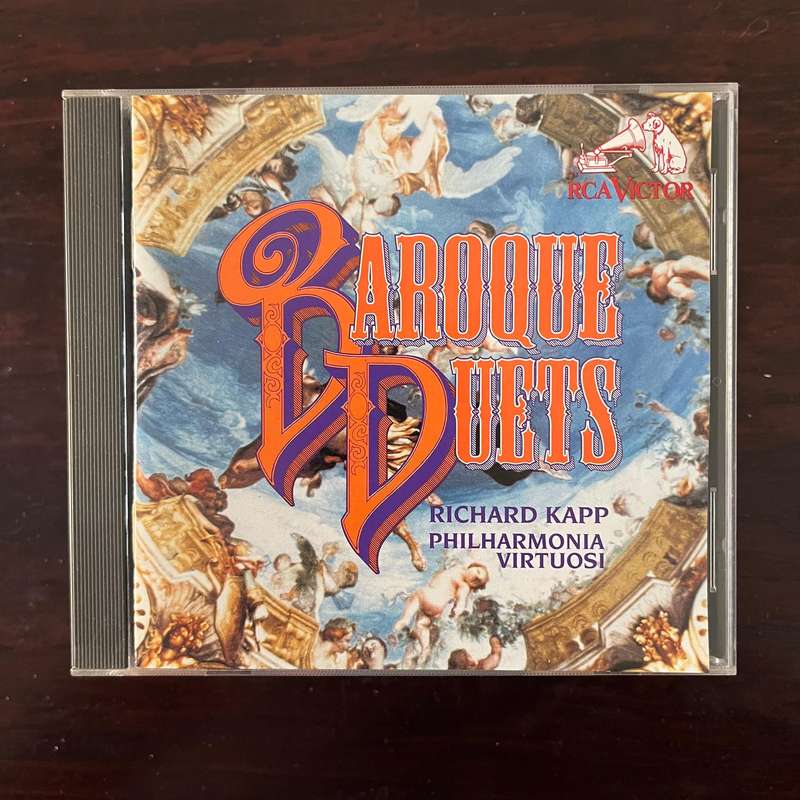 RCA VICTOR
BAROQUE
DUETS
RICHARD KAPP
PHILHARMONIA
VIRTUOSI